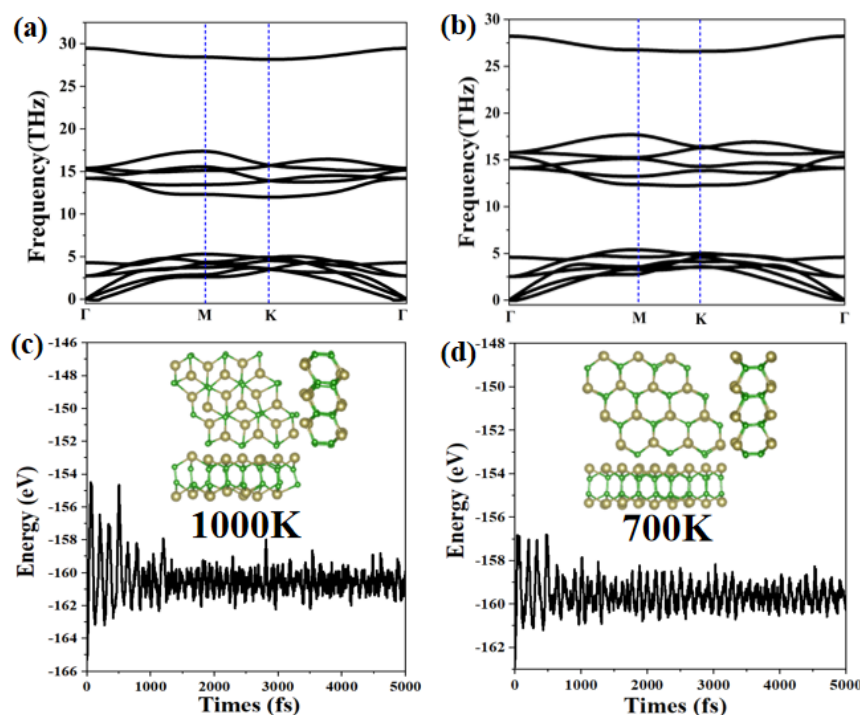 (a)
30
25
20
15
10
5
0
Frequency(THz)
Γ
M
K
Γ
(b)
30
25
20
15
10
5
0
Frequency(THz)
Γ
M
K
Γ
(c)
-146
-148
-150
-152
-154
-156
-158
-160
-162
-164
-166
Energy (eV)
1000K
0
1000
2000
3000
4000
5000
Times (fs)
(d)
-148
-150
-152
-154
-156
-158
-160
-162
Energy (eV)
700K
0
1000
2000
3000
4000
5000
Times (fs)